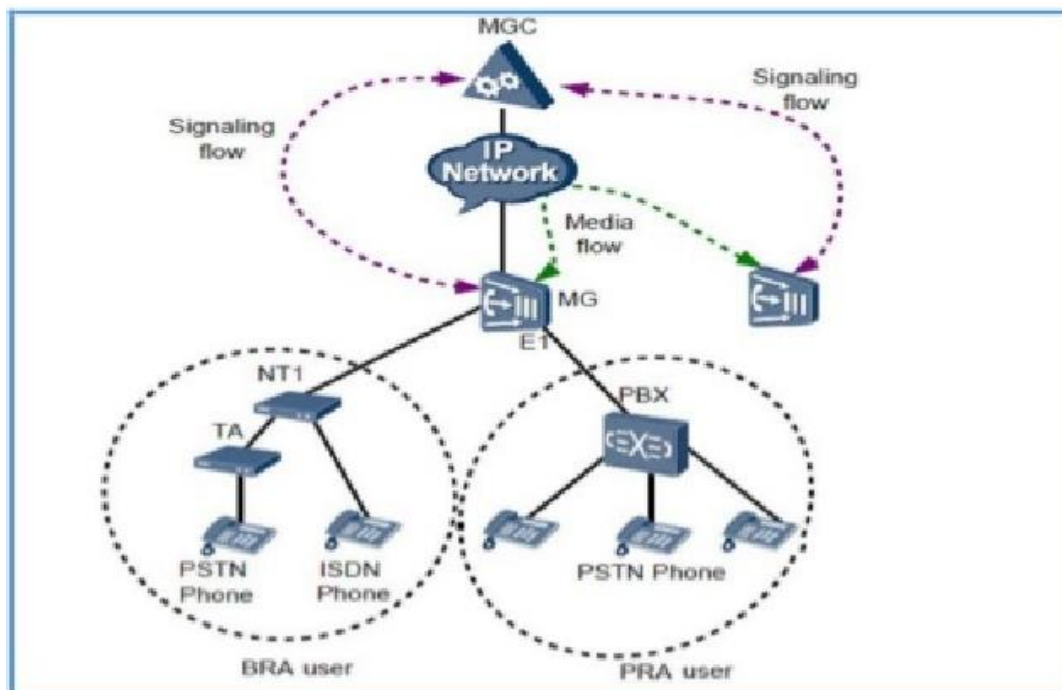 MGC
Signaling
flow
Signaling
flow
IP
Network
Media
flow
MG
E1
NT1
PBX
TA
PSTN
Phone
ISDN
Phone
PSTN Phone
BRA user
PRA user